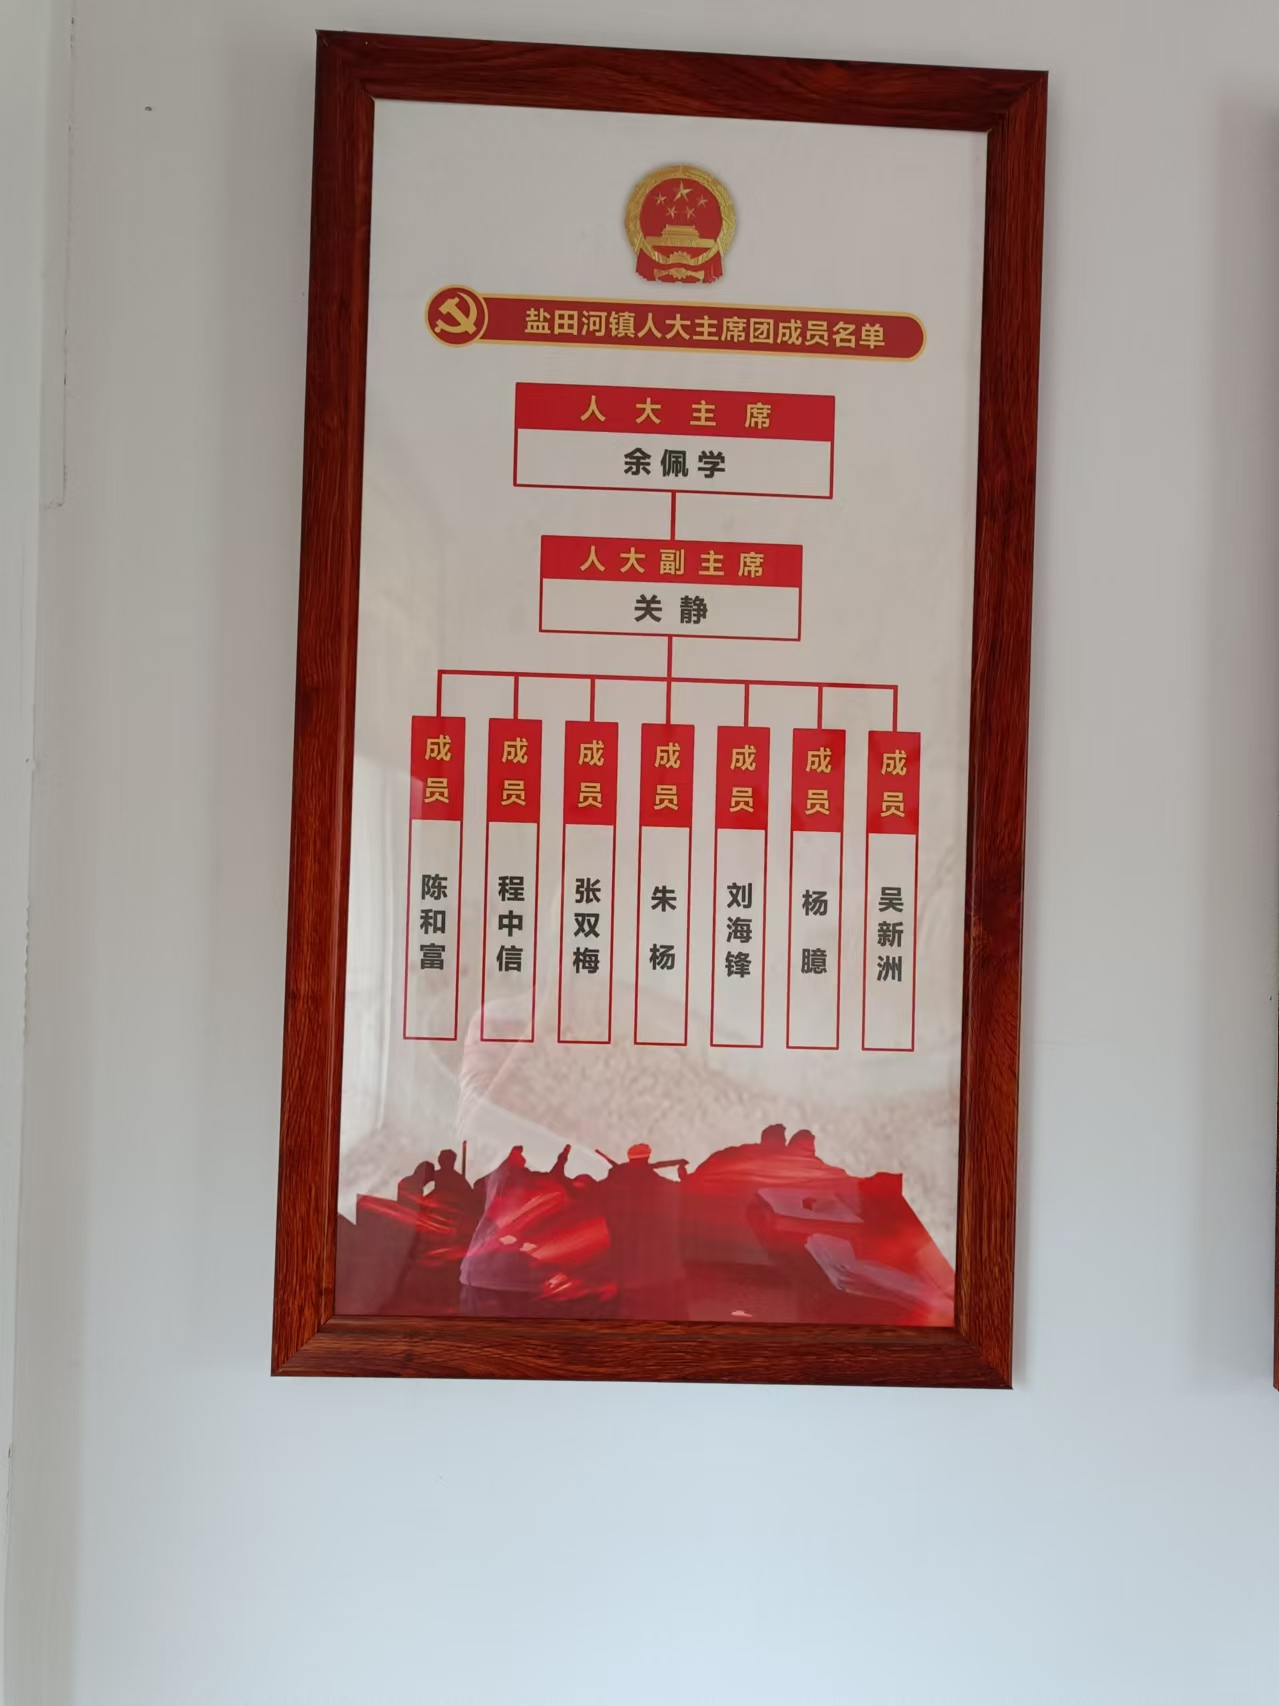 盐田河镇人大主席团成员名单
人大主席
余佩学
人大副主席
关静
成员 成员 成员 成员 成员 成员 成员
陈和富 程中信 张双梅 朱杨 刘海锋 杨臆 吴新洲